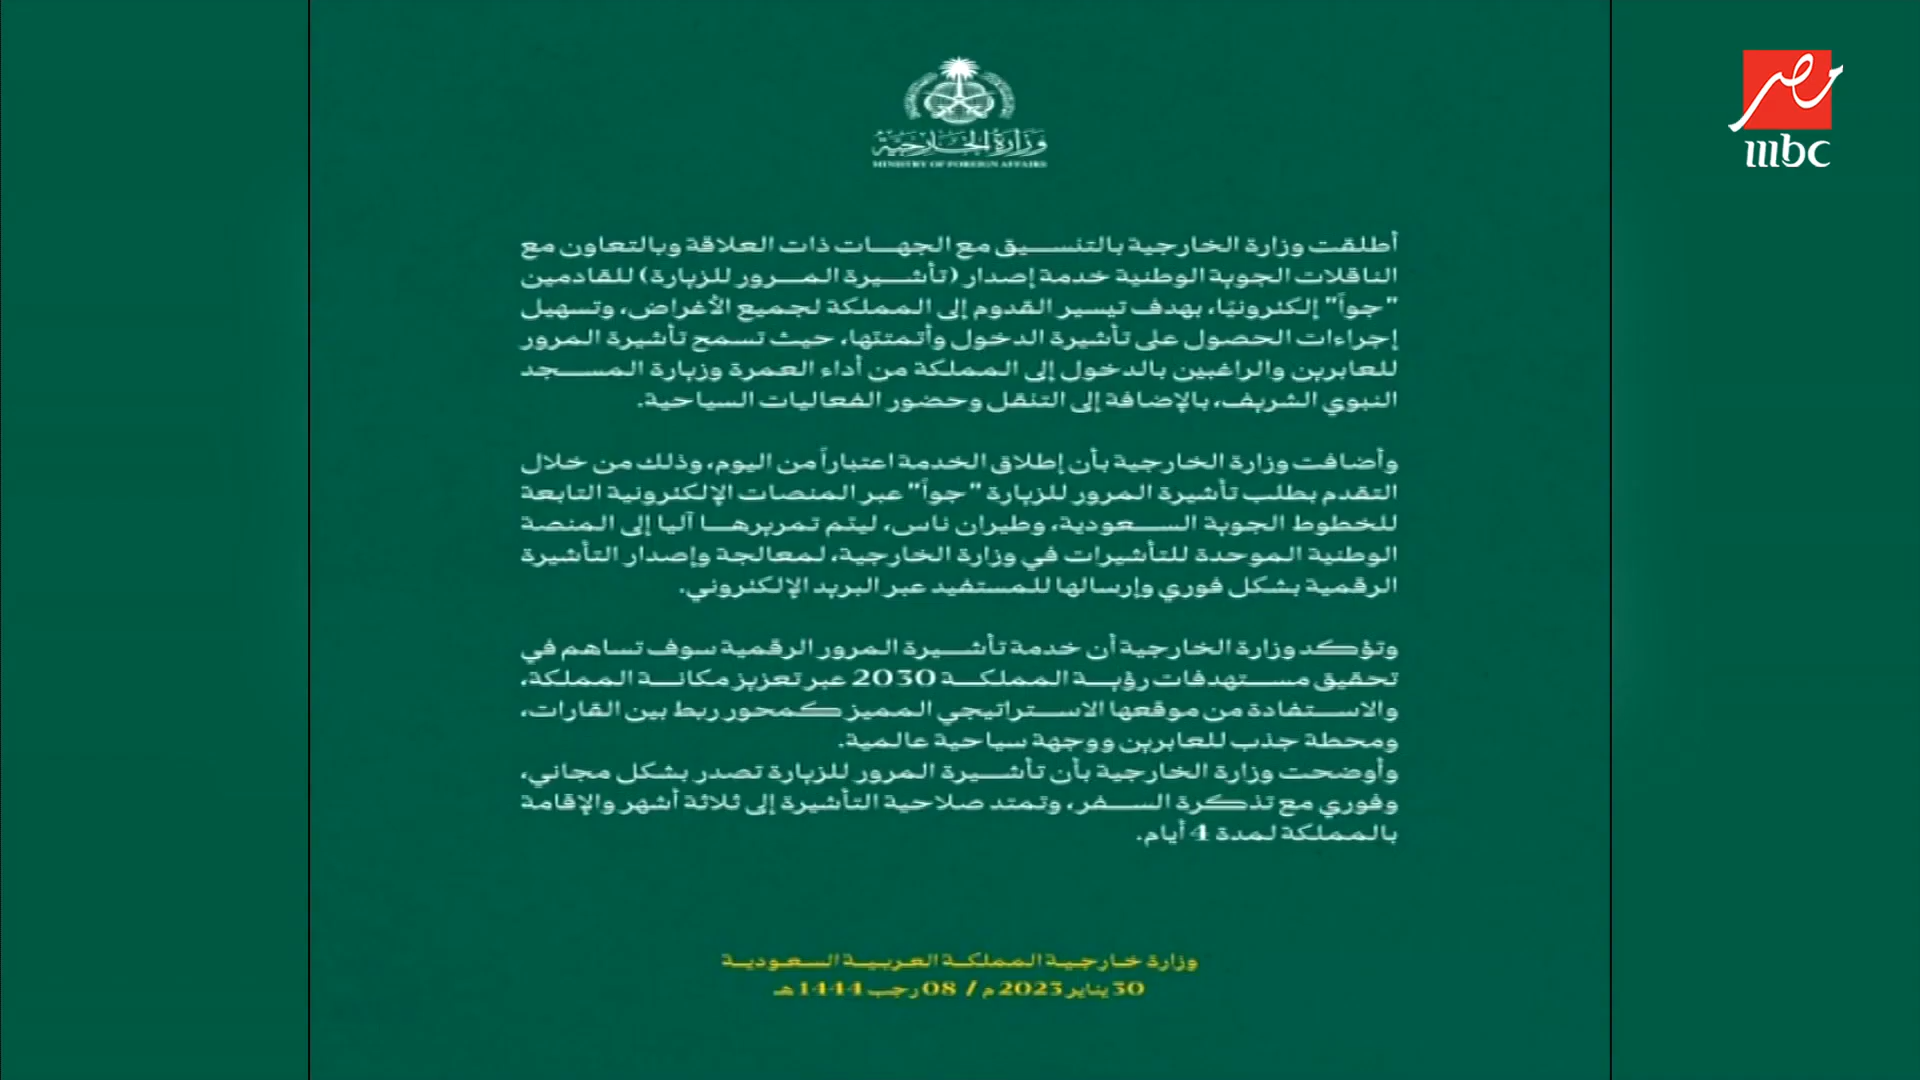 وزارة الخارجية
MINISTRY OF FOREIGN AFFAIRS
مصر
mbc
أطلقت وزارة الخارجية بالتنسيق مع الجهات ذات العلاقة وبالتعاون مع
الناقلات الجوية الوطنية خدمة إصدار (تأشيرة المرور للزيارة) للقادمين
"جواً" إلكترونيًا، بهدف تيسير القدوم إلى المملكة لجميع الأغراض، وتسهيل
إجراءات الحصول على تأشيرة الدخول وأتمتتها، حيث تسمح تأشيرة المرور
للعابرين والراغبين بالدخول إلى المملكة من أداء العمرة وزيارة المسجد
النبوي الشريف، بالإضافة إلى التنقل وحضور الفعاليات السياحية.
وأضافت وزارة الخارجية بأن إطلاق الخدمة اعتباراً من اليوم، وذلك من خلال
التقدم بطلب تأشيرة المرور للزيارة "جواً" عبر المنصات الإلكترونية التابعة
للخطوط الجوية السعودية، وطيران ناس، ليتم تمريرها آليا إلى المنصة
الوطنية الموحدة للتأشيرات في وزارة الخارجية، لمعالجة وإصدار التأشيرة
الرقمية بشكل فوري وإرسالها للمستفيد عبر البريد الإلكتروني.
وتؤكد وزارة الخارجية أن خدمة تأشيرة المرور الرقمية سوف تساهم في
تحقيق مستهدفات رؤية المملكة 2030 عبر تعزيز مكانة المملكة،
والاستفادة من موقعها الاستراتيجي المميز كمحور ربط بين القارات،
ومحطة جذب للعابرين ووجهة سياحية عالمية.
وأوضحت وزارة الخارجية بأن تأشيرة المرور للزيارة تصدر بشكل مجاني،
وفوري مع تذكرة السفر، وتمتد صلاحية التأشيرة إلى ثلاثة أشهر والإقامة
بالمملكة لمدة 4 أيام.
وزارة خارجية المملكة العربية السعودية
30 يناير 2023 م / 08 رجب 1444 هـ